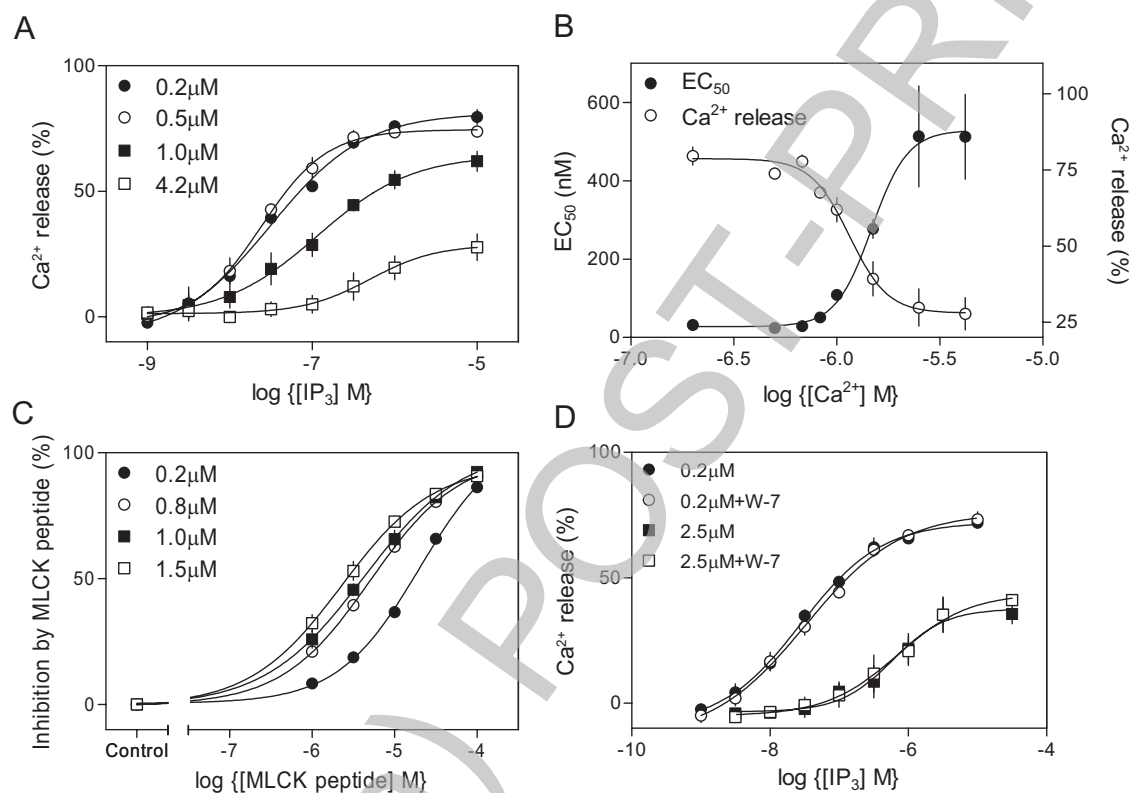 A
100
50
0
-9
-7
-5
Ca²⁺ release (%)
log {[IP₃] M}
0.2μM
0.5μM
1.0μM
4.2μM
B
600
400
200
0
100
75
50
25
-7.0
-6.5
-6.0
-5.5
-5.0
EC₅₀ (nM)
Ca²⁺ release (%)
log {[Ca²⁺] M}
EC₅₀
Ca²⁺ release
C
100
50
0
Control
-7
-6
-5
-4
Inhibition by MLCK peptide (%)
log {[MLCK peptide] M}
0.2μM
0.8μM
1.0μM
1.5μM
D
100
50
0
-10
-8
-6
-4
Ca²⁺ release (%)
log {[IP₃] M}
0.2μM
0.2μM+W-7
2.5μM
2.5μM+W-7
) POST-PR